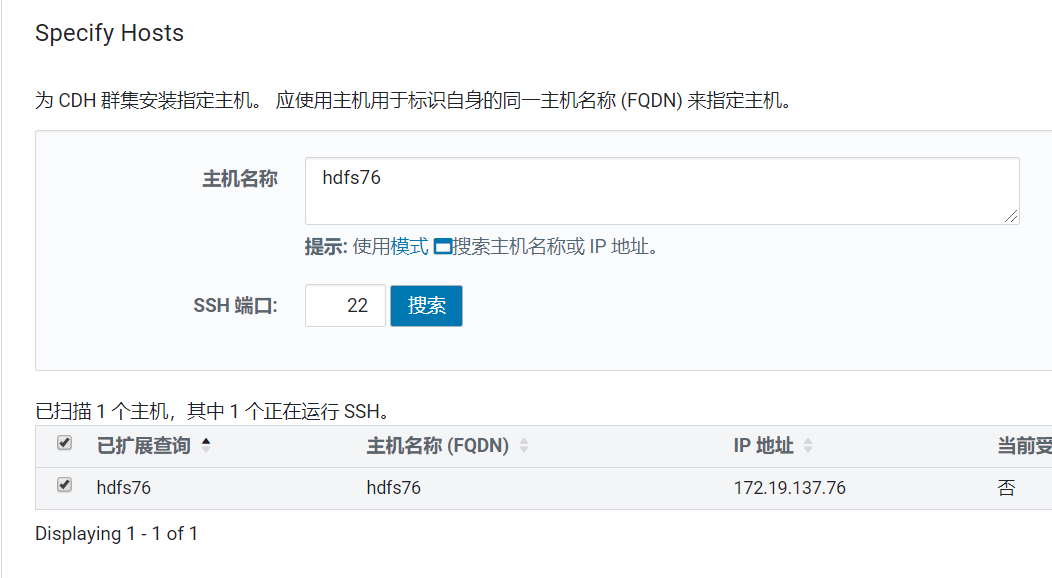 Specify Hosts
为 CDH 群集安装指定主机。 应使用主机用于标识自身的同一主机名称 (FQDN) 来指定主机。
主机名称 hdfs76
提示: 使用模式 搜索主机名称或 IP 地址。
SSH 端口: 22 搜索
已扫描 1 个主机，其中 1 个正在运行 SSH。
已扩展查询 主机名称 (FQDN) IP 地址 当前受
hdfs76 hdfs76 172.19.137.76 否
Displaying 1 - 1 of 1